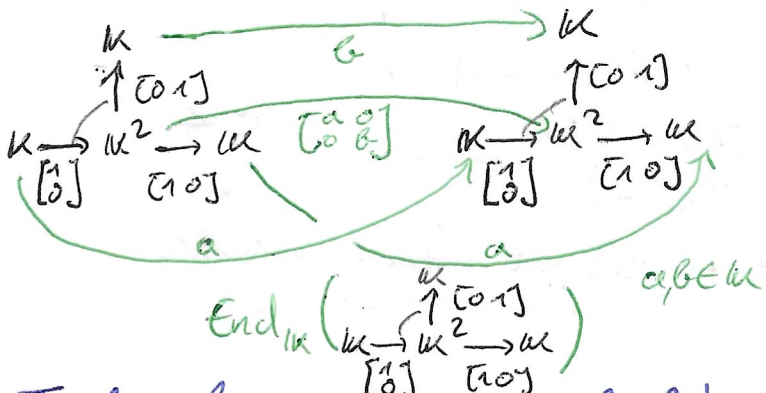 𝕂 b 𝕂
↑ [0 1] ↑ [0 1]
𝕂 → 𝕂² → 𝕂 [a 0 0 b] 𝕂 → 𝕂² → 𝕂
[1 0] [1 0] [1 0] [1 0]
a a
a,b ∈ 𝕂
𝕂
↑ [0 1]
End𝕂 ( 𝕂 → 𝕂² → 𝕂 )
[1 0] [1 0]